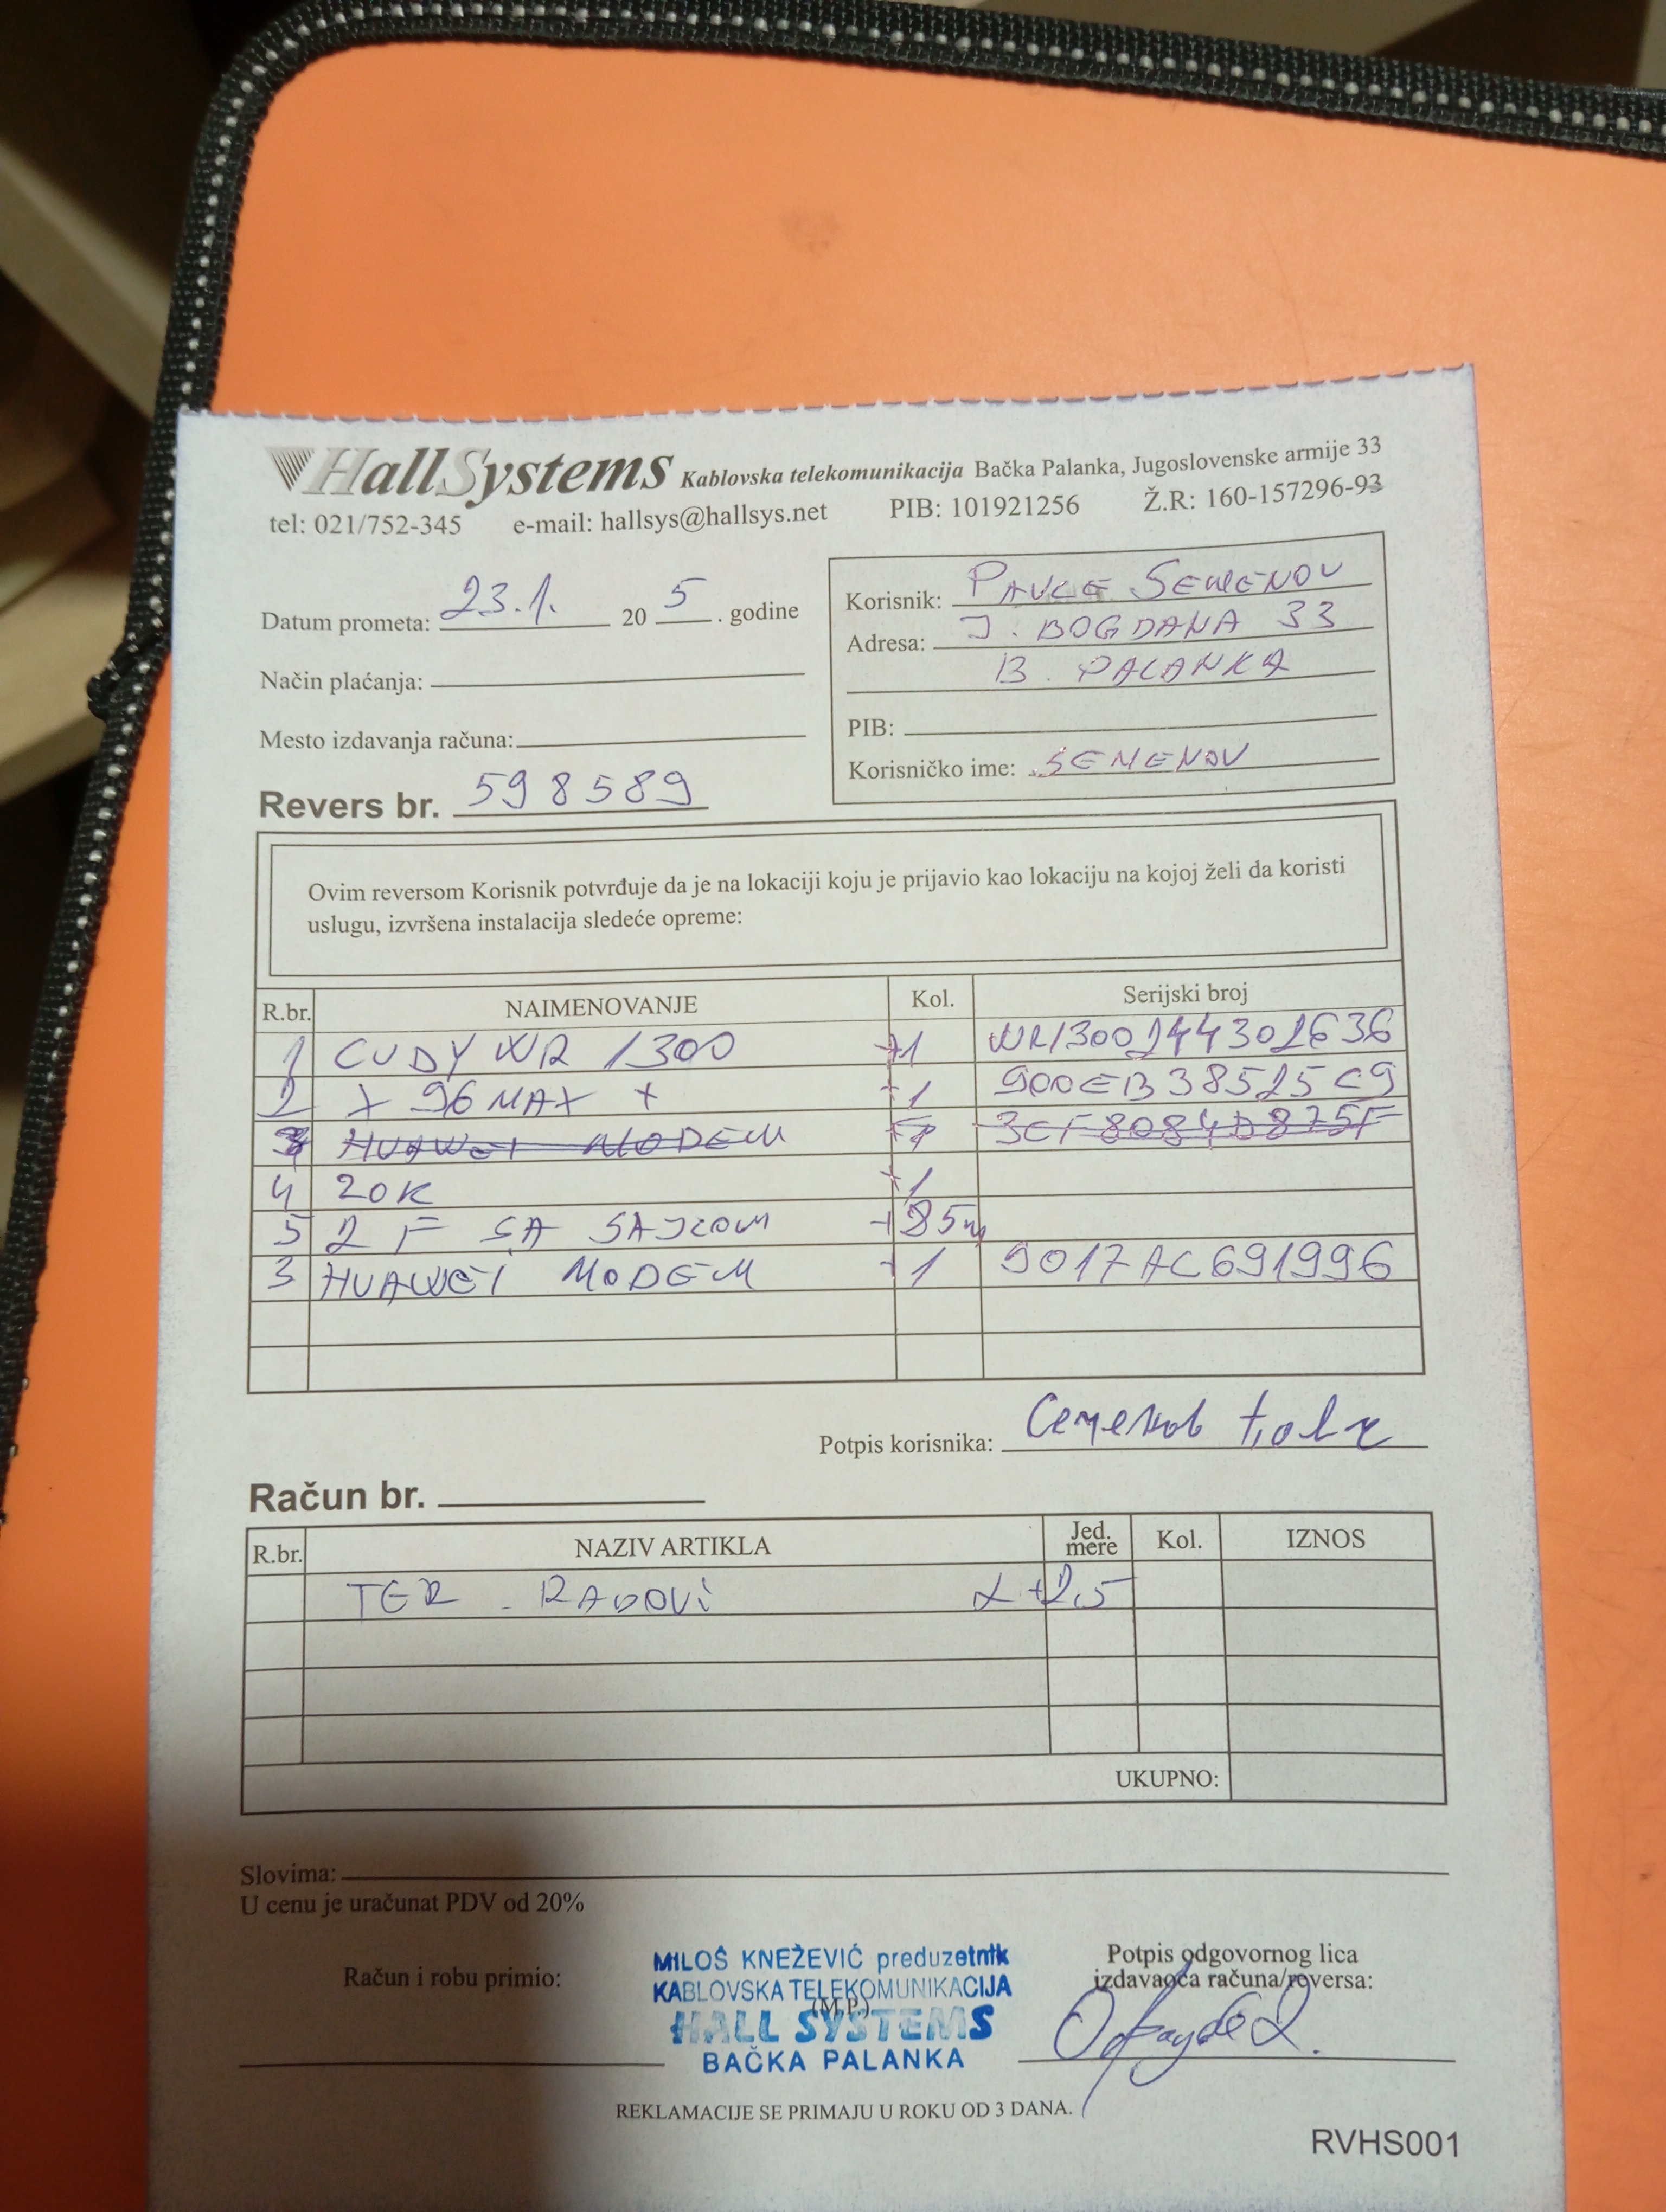 HallSystems Kablovska telekomunikacija Bačka Palanka, Jugoslovenske armije 33
tel: 021/752-345 e-mail: hallsys@hallsys.net PIB: 101921256 Ž.R: 160-157296-93
Datum prometa: 23.1. 20 5 . godine
Način plaćanja:
Mesto izdavanja računa:
Revers br. 598589
Korisnik: PAVLE SEMENOV
Adresa: J. BOGDANA 33
B. PALANKA
PIB:
Korisničko ime: SEMENOV
Ovim reversom Korisnik potvrđuje da je na lokaciji koju je prijavio kao lokaciju na kojoj želi da koristi
uslugu, izvršena instalacija sledeće opreme:
R.br. NAIMENOVANJE Kol. Serijski broj
1 CUDY WR 1300 1 WR1300244302636
2 X 96 MAX + 1 900EB38525C9
HUAWEI MODEM 3CF8084D875F
4 20K 1
5 2 F SA SAJLOM 85m
3 HUAWEI MODEM 1 9017AC691996
Potpis korisnika:
Račun br.
R.br. NAZIV ARTIKLA Jed. mere Kol. IZNOS
TER. RADOVI 2+2,5
UKUPNO:
Slovima:
U cenu je uračunat PDV od 20%
Račun i robu primio:
MILOŠ KNEŽEVIĆ preduzetnik
KABLOVSKA TELEKOMUNIKACIJA
(M.P.)
HALL SYSTEMS
BAČKA PALANKA
Potpis odgovornog lica
izdavaoca računa/reversa:
REKLAMACIJE SE PRIMAJU U ROKU OD 3 DANA.
RVHS001